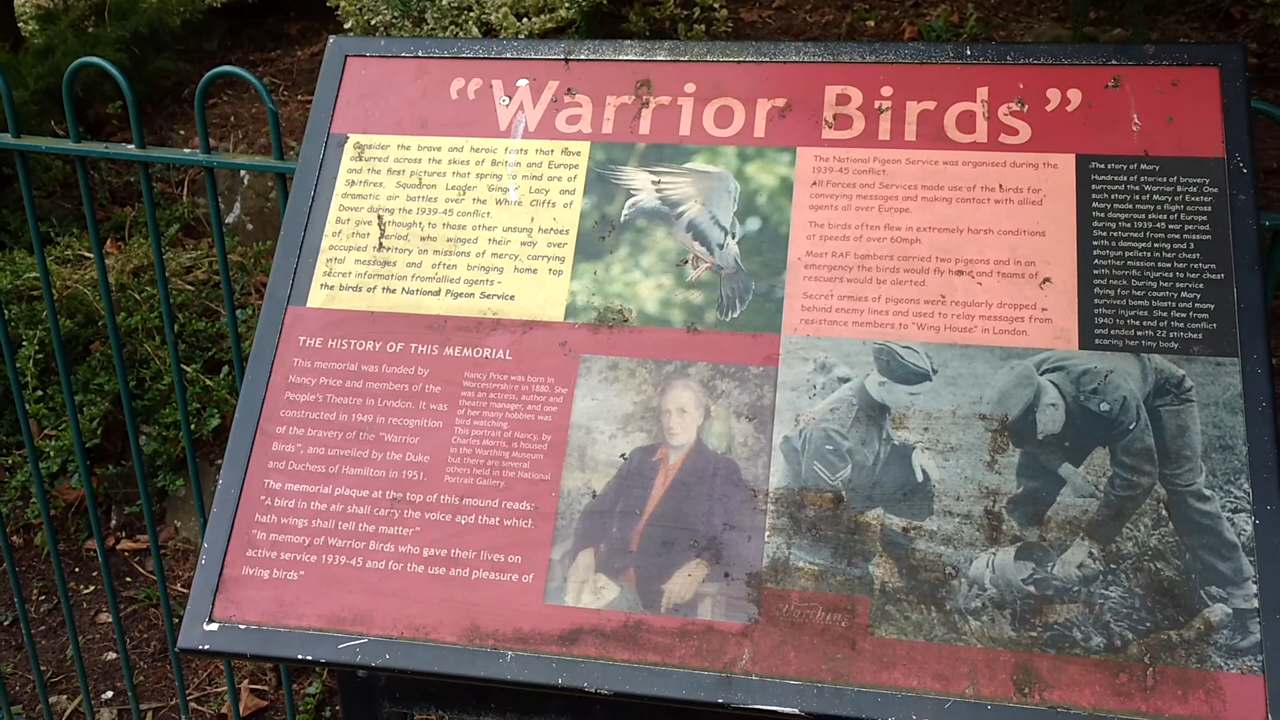 “Warrior Birds”
Consider the brave and heroic feats that have
occurred across the skies of Britain and Europe
and the first pictures that spring to mind are of
Spitfires, Squadron Leader 'Ginger' Lacy and
dramatic air battles over the White Cliffs of
Dover during the 1939-45 conflict.
But give thought, to those other unsung heroes
of that period, who winged their way over
occupied territory on missions of mercy, carrying
vital messages and often bringing home top
secret information from allied agents -
the birds of the National Pigeon Service
The National Pigeon Service was organised during the
1939-45 conflict.
All Forces and Services made use of the birds for
conveying messages and making contact with allied
agents all over Europe.
The birds often flew in extremely harsh conditions
at speeds of over 60mph.
Most RAF bombers carried two pigeons and in an
emergency the birds would fly home and teams of
rescuers would be alerted.
Secret armies of pigeons were regularly dropped
behind enemy lines and used to relay messages from
resistance members to "Wing House" in London.
The story of Mary
Hundreds of stories of bravery
surround the 'Warrior Birds'. One
such story is of Mary of Exeter.
Mary made many a flight across
the dangerous skies of Europe
during the 1939-45 war period.
She returned from one mission
with a damaged wing and 3
shotgun pellets in her chest.
Another mission saw her return
with horrific injuries to her chest
and neck. During her service
flying for her country Mary
survived bomb blasts and many
other injuries. She flew from
1940 to the end of the conflict
and ended with 22 stitches
scaring her tiny body.
THE HISTORY OF THIS MEMORIAL
This memorial was funded by
Nancy Price and members of the
People's Theatre in London. It was
constructed in 1949 in recognition
of the bravery of the "Warrior
Birds", and unveiled by the Duke
and Duchess of Hamilton in 1951.
The memorial plaque at the top of this mound reads:
"A bird in the air shall carry the voice and that which
hath wings shall tell the matter"
"In memory of Warrior Birds who gave their lives on
active service 1939-45 and for the use and pleasure of
living birds"
Nancy Price was born in
Worcestershire in 1880. She
was an actress, author and
theatre manager, and one
of her many hobbies was
bird watching.
This portrait of Nancy, by
Charles Morris, is housed
in the Worthing Museum
but there are several
others held in the National
Portrait Gallery.
Worthing